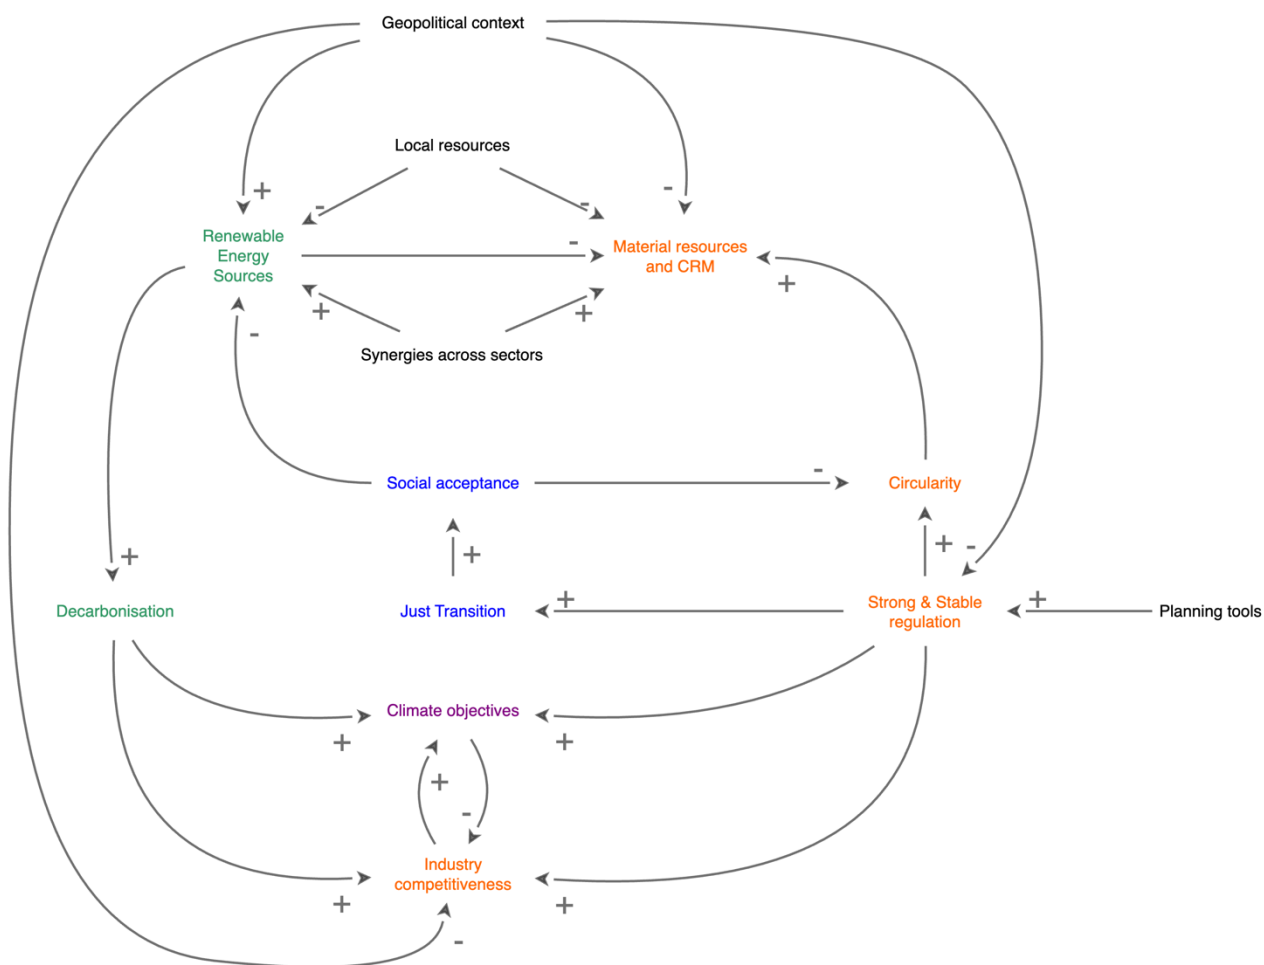 Geopolitical context
Local resources
+
-
-
-
Renewable
Energy
Sources
-
Material resources
and CRM
+
+
+
-
Synergies across sectors
Social acceptance
-
Circularity
+
+
+
-
Decarbonisation
Just Transition
+
Strong & Stable
regulation
+
Planning tools
Climate objectives
+
+
+
-
Industry
competitiveness
+
+
-